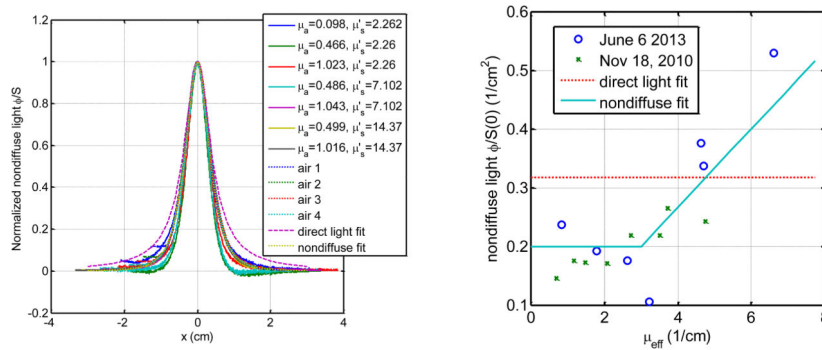 Normalized nondiffuse light ϕ/S
1.2
1
0.8
0.6
0.4
0.2
0
-0.2
-4
-2
0
2
4
x (cm)
μa=0.098, μ's=2.262
μa=0.466, μ's=2.26
μa=1.023, μ's=2.26
μa=0.486, μ's=7.102
μa=1.043, μ's=7.102
μa=0.499, μ's=14.37
μa=1.016, μ's=14.37
air 1
air 2
air 3
air 4
direct light fit
nondiffuse fit
nondiffuse light ϕ/S(0) (1/cm²)
0.6
0.5
0.4
0.3
0.2
0.1
0
2
4
6
μeff (1/cm)
June 6 2013
Nov 18, 2010
direct light fit
nondiffuse fit